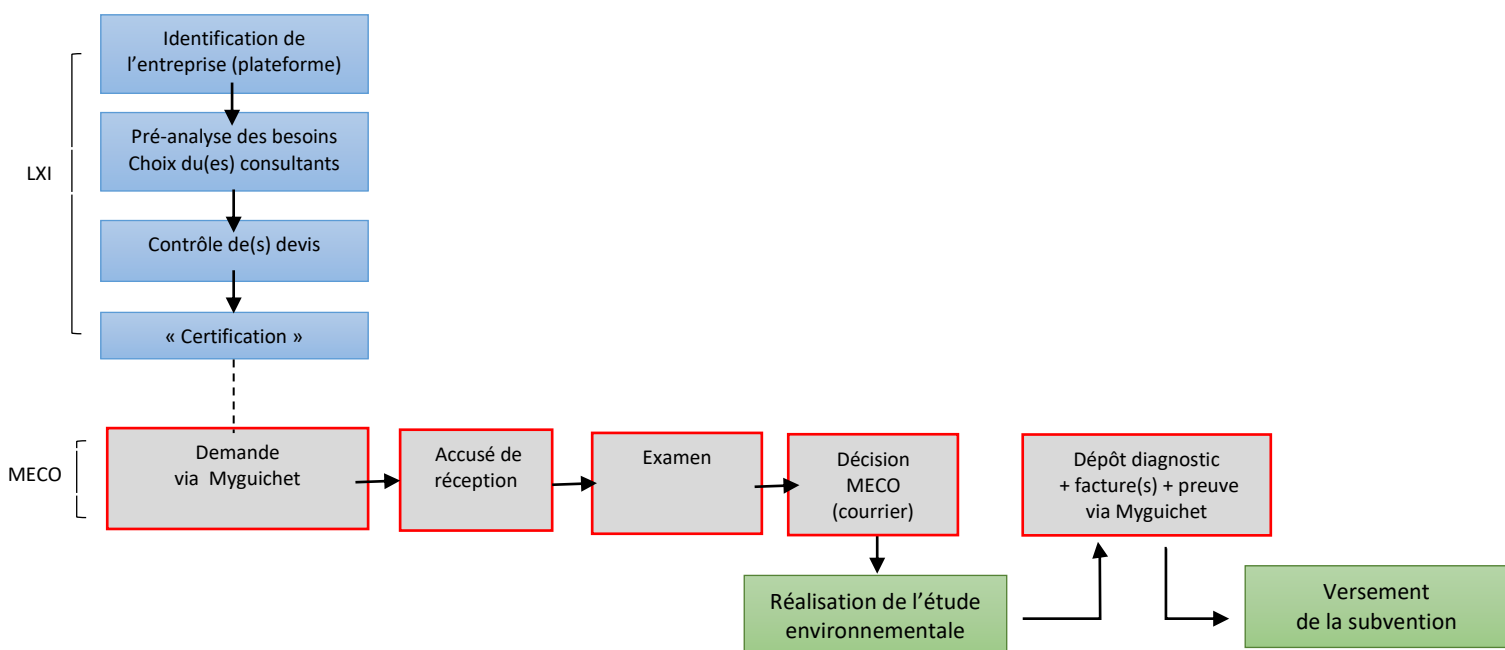 Identification de
l’entreprise (plateforme)
Pré-analyse des besoins
Choix du(es) consultants
LXI
Contrôle de(s) devis
« Certification »
MECO
Demande
via Myguichet
Accusé de
réception
Examen
Décision
MECO
(courrier)
Dépôt diagnostic
+ facture(s) + preuve
via Myguichet
Réalisation de l’étude
environnementale
Versement
de la subvention